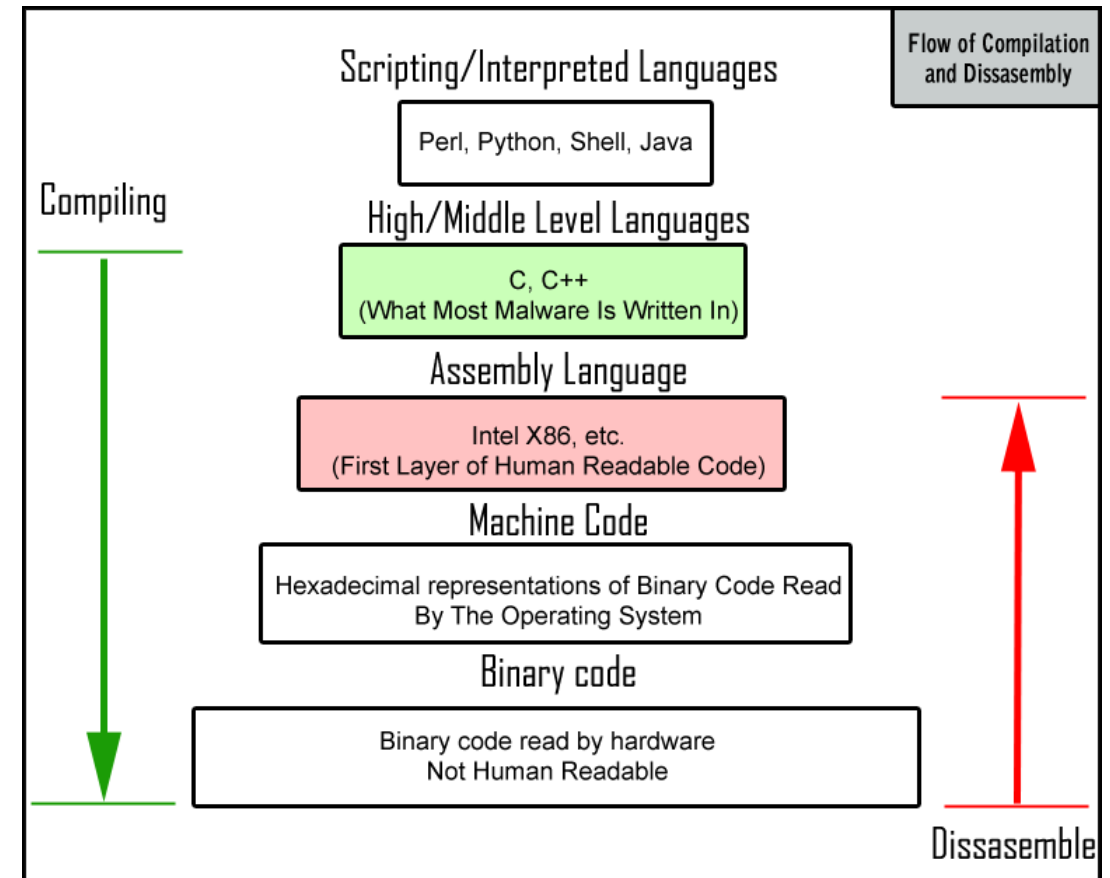 Flow of Compilation
and Dissasembly
Scripting/Interpreted Languages
Perl, Python, Shell, Java
Compiling
High/Middle Level Languages
C, C++
(What Most Malware Is Written In)
Assembly Language
Intel X86, etc.
(First Layer of Human Readable Code)
Machine Code
Hexadecimal representations of Binary Code Read
By The Operating System
Binary code
Binary code read by hardware
Not Human Readable
Dissasemble